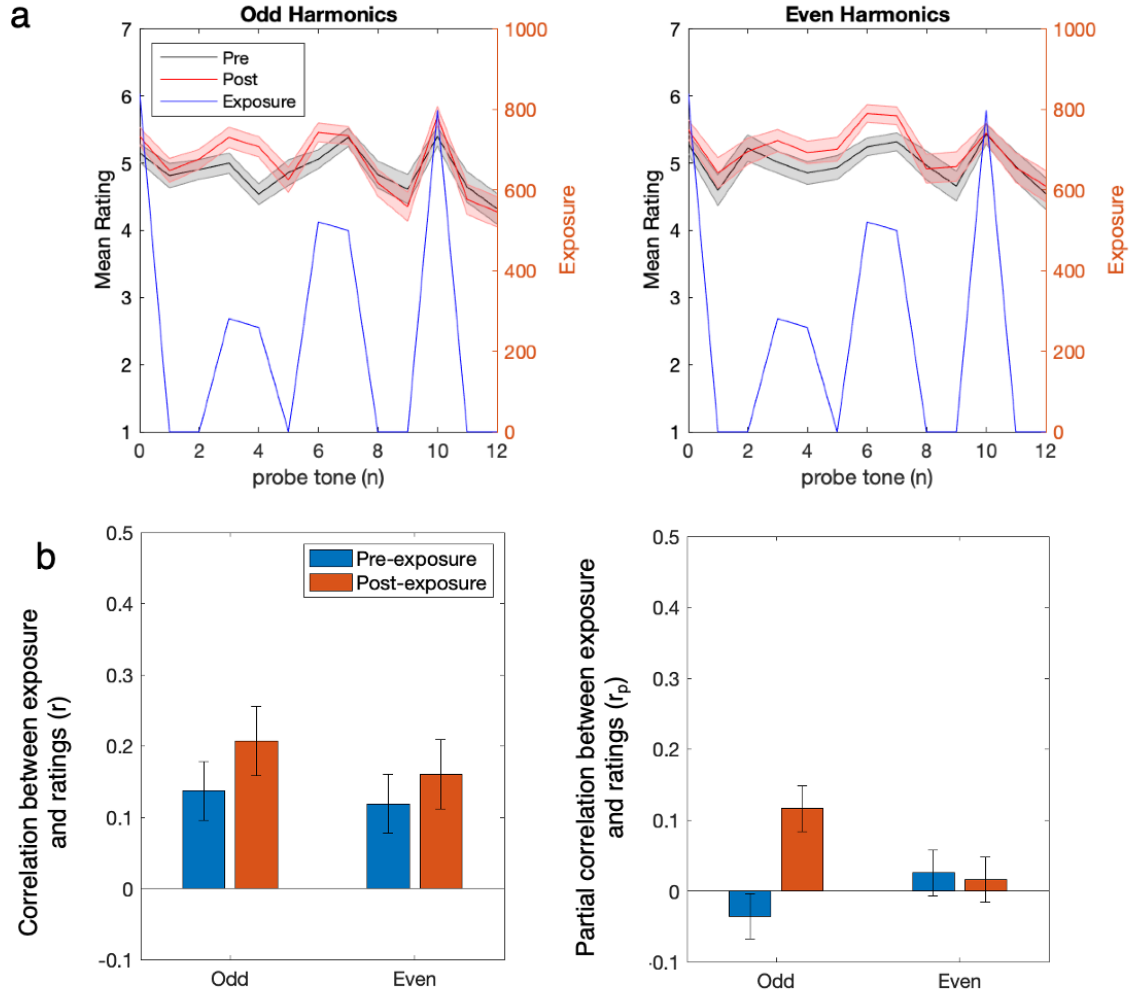 a
Odd Harmonics
Pre
Post
Exposure
Mean Rating
7
6
5
4
3
2
1
1000
800
600
400
200
0
Exposure
0 2 4 6 8 10 12
probe tone (n)
Even Harmonics
Mean Rating
7
6
5
4
3
2
1
1000
800
600
400
200
0
Exposure
0 2 4 6 8 10 12
probe tone (n)
b
Pre-exposure
Post-exposure
Correlation between exposure
and ratings (r)
0.5
0.4
0.3
0.2
0.1
0
-0.1
Odd Even
Partial correlation between exposure
and ratings (rp)
0.5
0.4
0.3
0.2
0.1
0
-0.1
Odd Even